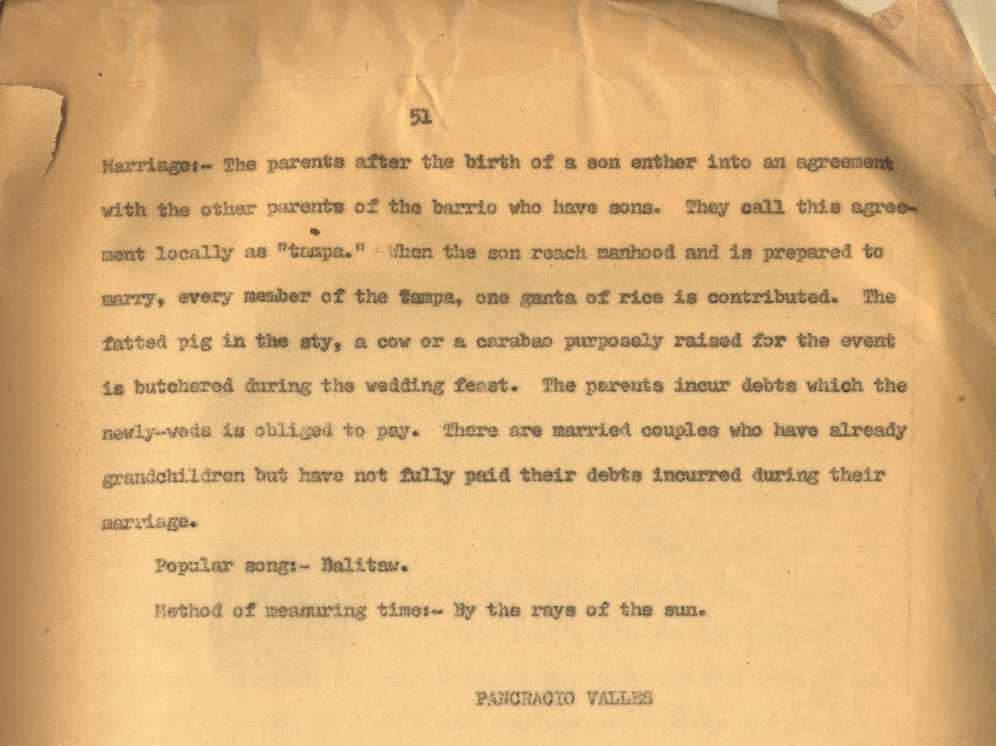 51
Marriage:- The parents after the birth of a son enther into an agreement
with the other parents of the barrio who have sons. They call this agree-
ment locally as "tampa." When the son reach manhood and is prepared to
marry, every member of the tampa, one ganta of rice is contributed. The
fatted pig in the sty, a cow or a carabao purposely raised for the event
is butchered during the wedding feast. The parents incur debts which the
newly-weds is obliged to pay. There are married couples who have already
grandchildren but have not fully paid their debts incurred during their
marriage.
Popular song:- Balitaw.
Method of measuring time:- By the rays of the sun.
PANCRACIO VALLES